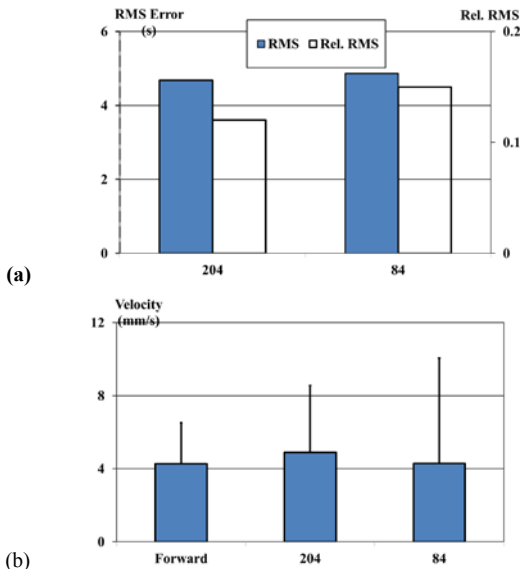 RMS Error
(s)
Rel. RMS
6
4
2
0
RMS Rel. RMS
0.2
0.1
0
204 84
(a)
Velocity
(mm/s)
12
8
4
0
Forward 204 84
(b)